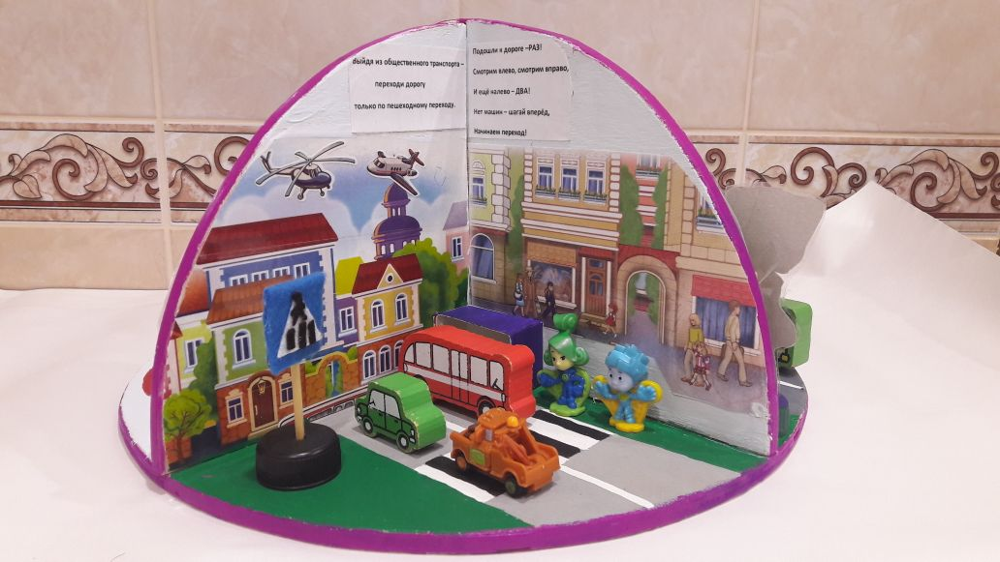 Выйдя из общественного транспорта –
переходи дорогу
только по пешеходному переходу.
Подошли к дороге –РАЗ!
Смотрим влево, смотрим вправо,
И ещё налево – ДВА!
Нет машин – шагай вперёд,
Начинаем переход!